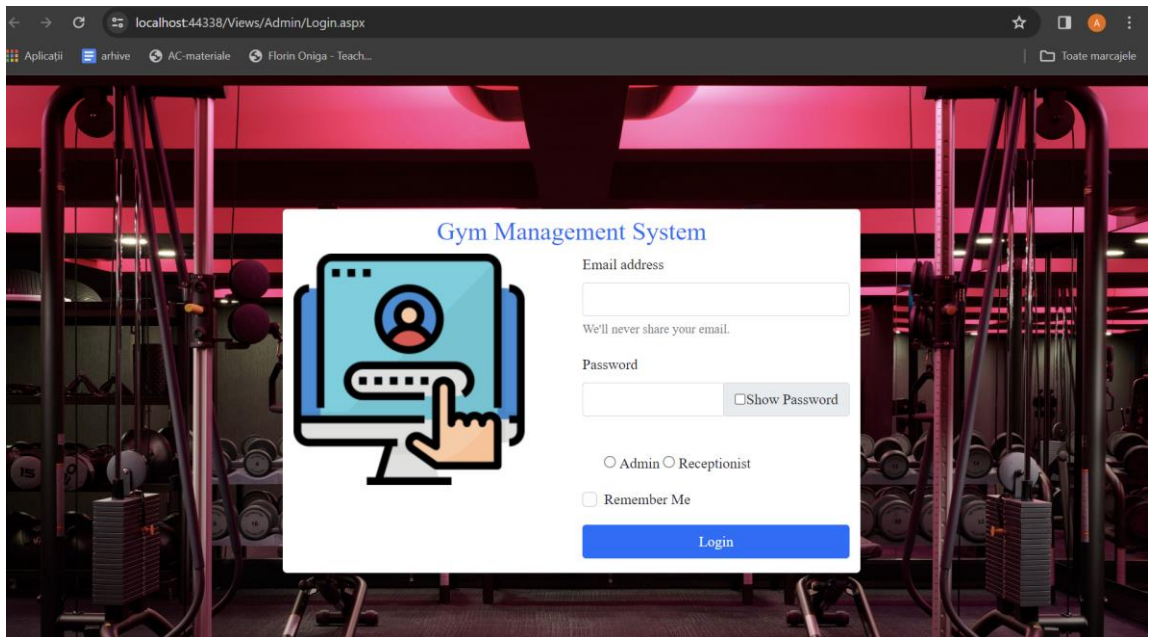 localhost:44338/Views/Admin/Login.aspx
A
Aplicații arhive AC-materiale Florin Oniga - Teach... Toate marcajele
Gym Management System
Email address
We'll never share your email.
Password
Show Password
Admin Receptionist
Remember Me
Login
15